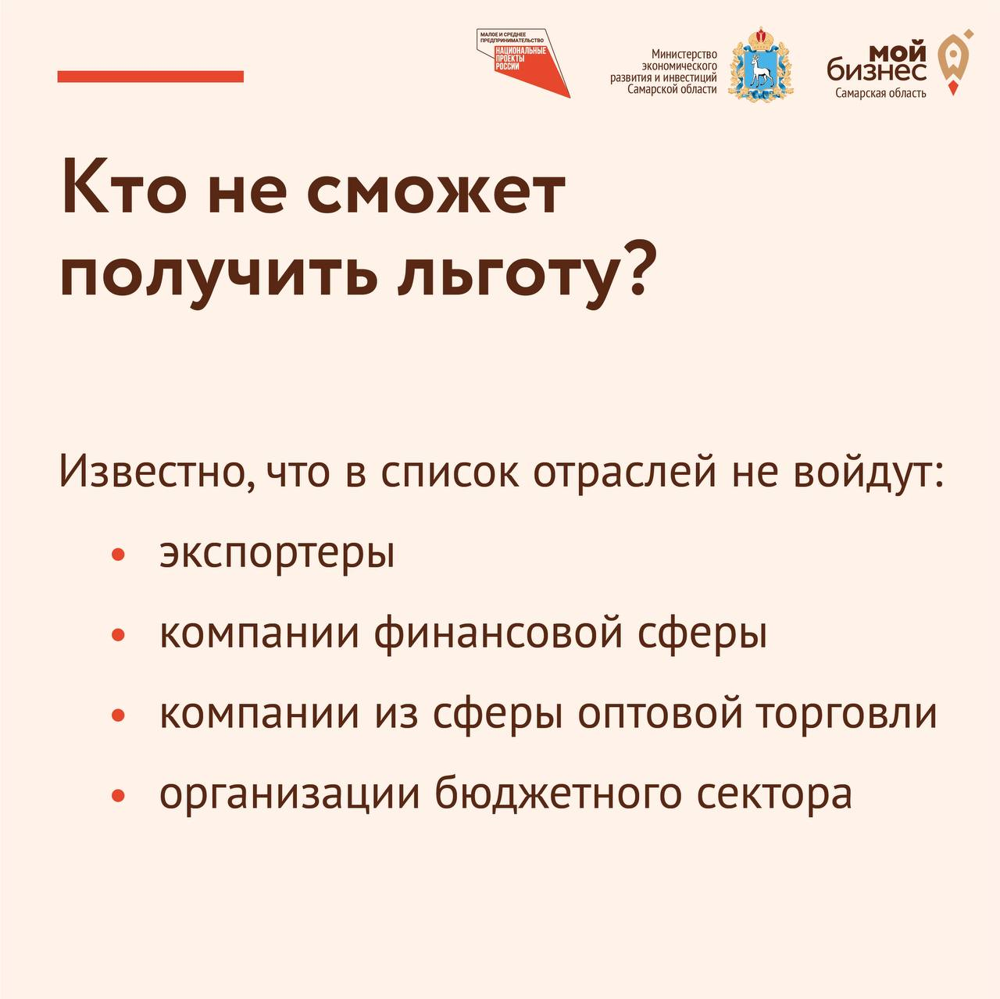 МАЛОЕ И СРЕДНЕЕ
ПРЕДПРИНИМАТЕЛЬСТВО
НАЦИОНАЛЬНЫЕ
ПРОЕКТЫ
РОССИИ
Министерство
экономического
развития и инвестиций
Самарской области
мой
бизнес
Самарская область
Кто не сможет
получить льготу?
Известно, что в список отраслей не войдут:
• экспортеры
• компании финансовой сферы
• компании из сферы оптовой торговли
• организации бюджетного сектора